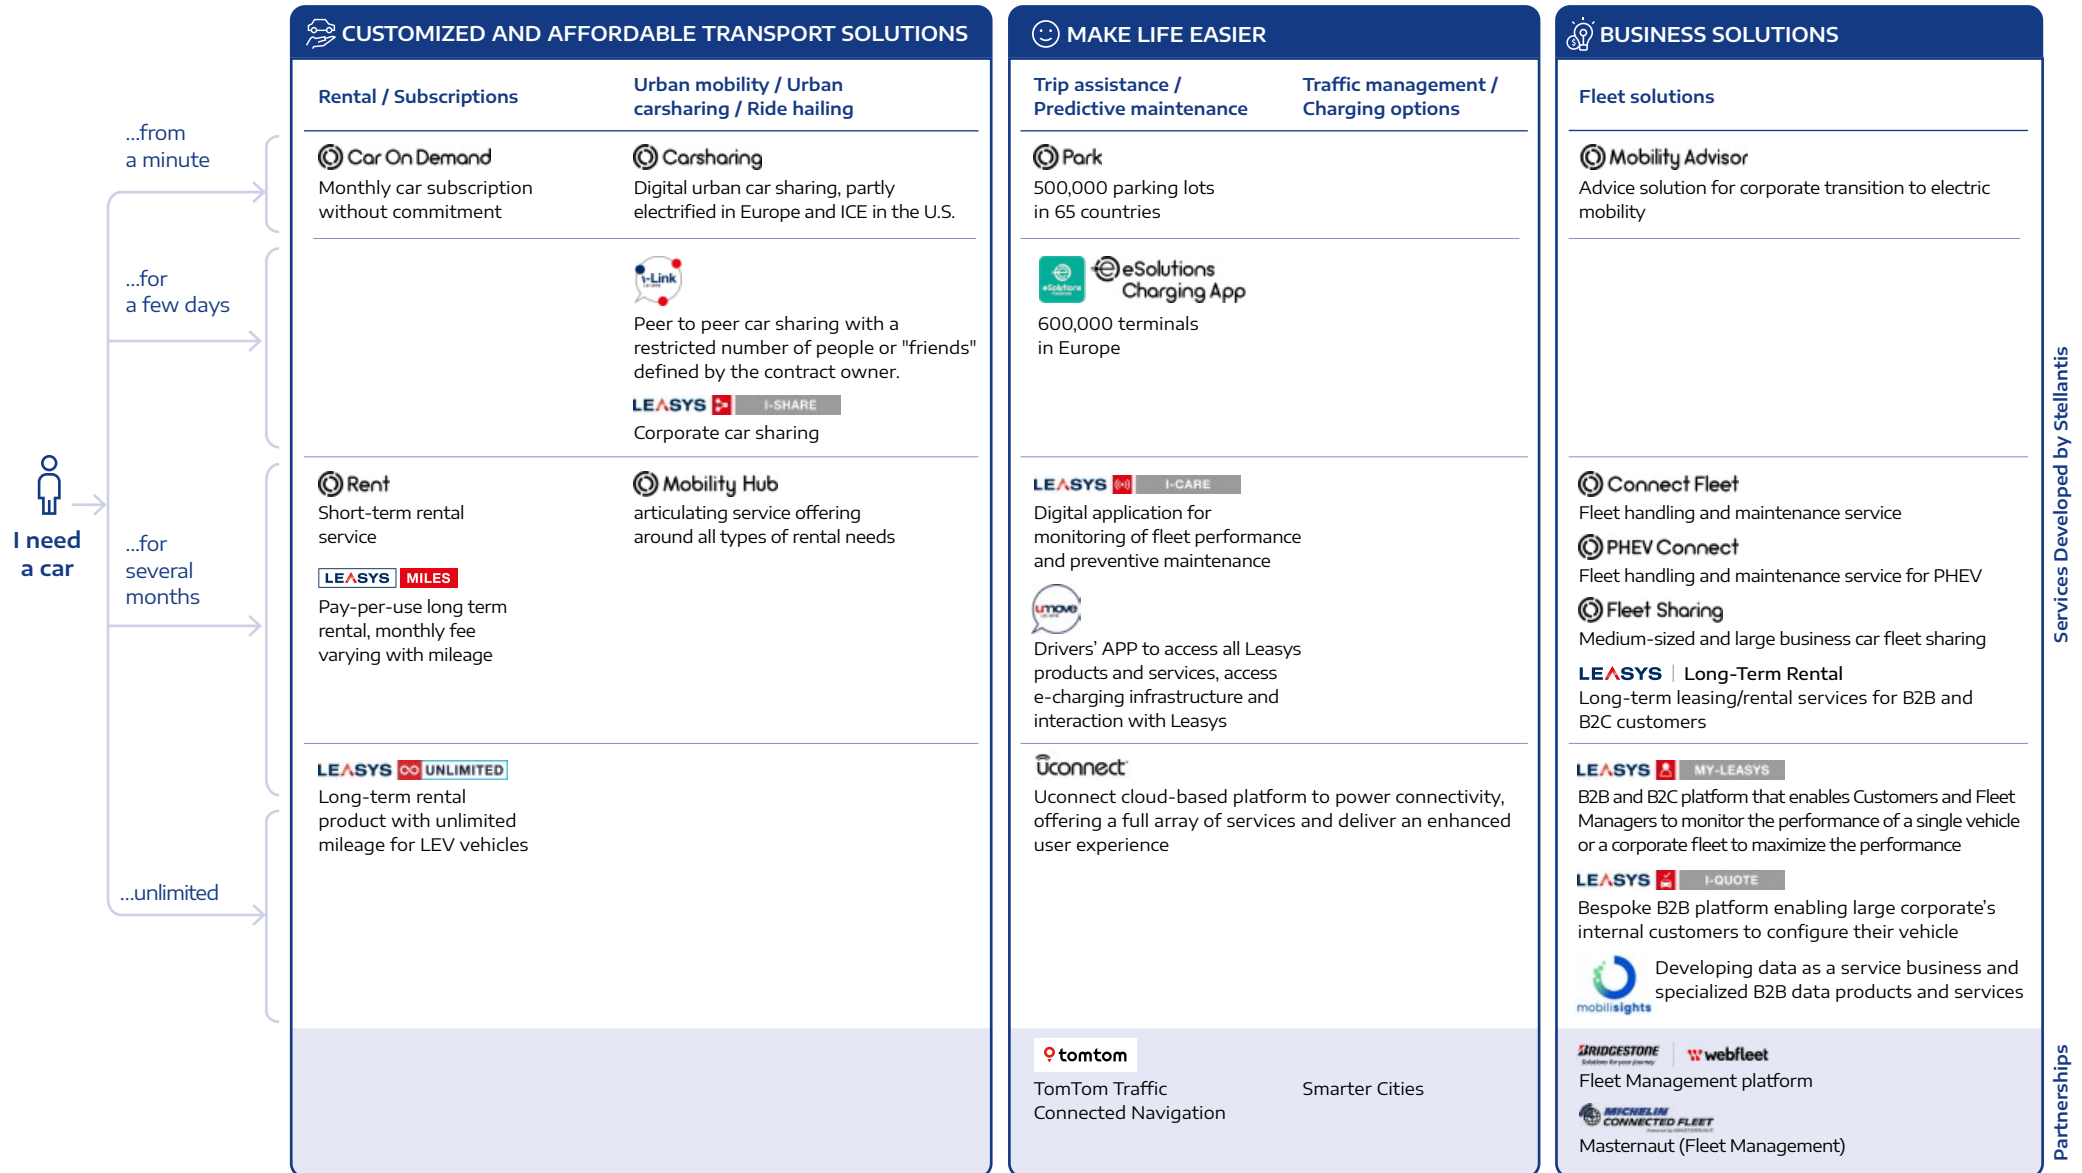 CUSTOMIZED AND AFFORDABLE TRANSPORT SOLUTIONS
MAKE LIFE EASIER
BUSINESS SOLUTIONS
Rental / Subscriptions
Urban mobility / Urban
carsharing / Ride hailing
Trip assistance /
Predictive maintenance
Traffic management /
Charging options
Fleet solutions
I need
a car
...from
a minute
Car On Demand
Monthly car subscription
without commitment
Carsharing
Digital urban car sharing, partly
electrified in Europe and ICE in the U.S.
Park
500,000 parking lots
in 65 countries
Mobility Advisor
Advice solution for corporate transition to electric
mobility
...for
a few days
i-Link
Peer to peer car sharing with a
restricted number of people or "friends"
defined by the contract owner.
LEASYS I-SHARE
Corporate car sharing
eSolutions
eSolutions
Charging App
600,000 terminals
in Europe
...for
several
months
Rent
Short-term rental
service
LEASYS MILES
Pay-per-use long term
rental, monthly fee
varying with mileage
Mobility Hub
articulating service offering
around all types of rental needs
LEASYS I-CARE
Digital application for
monitoring of fleet performance
and preventive maintenance
umove
Drivers' APP to access all Leasys
products and services, access
e-charging infrastructure and
interaction with Leasys
Connect Fleet
Fleet handling and maintenance service
PHEV Connect
Fleet handling and maintenance service for PHEV
Fleet Sharing
Medium-sized and large business car fleet sharing
LEASYS | Long-Term Rental
Long-term leasing/rental services for B2B and
B2C customers
...unlimited
LEASYS UNLIMITED
Long-term rental
product with unlimited
mileage for LEV vehicles
Uconnect
Uconnect cloud-based platform to power connectivity,
offering a full array of services and deliver an enhanced
user experience
LEASYS MY-LEASYS
B2B and B2C platform that enables Customers and Fleet
Managers to monitor the performance of a single vehicle
or a corporate fleet to maximize the performance
LEASYS I-QUOTE
Bespoke B2B platform enabling large corporate's
internal customers to configure their vehicle
mobilisights
Developing data as a service business and
specialized B2B data products and services
Services Developed by Stellantis
tomtom
TomTom Traffic
Connected Navigation
Smarter Cities
BRIDGESTONE
Solutions for your journey
webfleet
Fleet Management platform
MICHELIN
CONNECTED FLEET
Masternaut (Fleet Management)
Partnerships